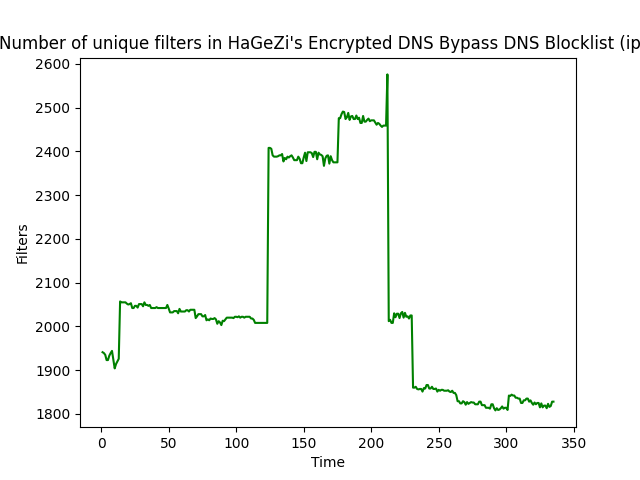 Number of unique filters in HaGeZi's Encrypted DNS Bypass DNS Blocklist (ip
2600
2500
2400
2300
2200
2100
2000
1900
1800
Filters
0 50 100 150 200 250 300 350
Time